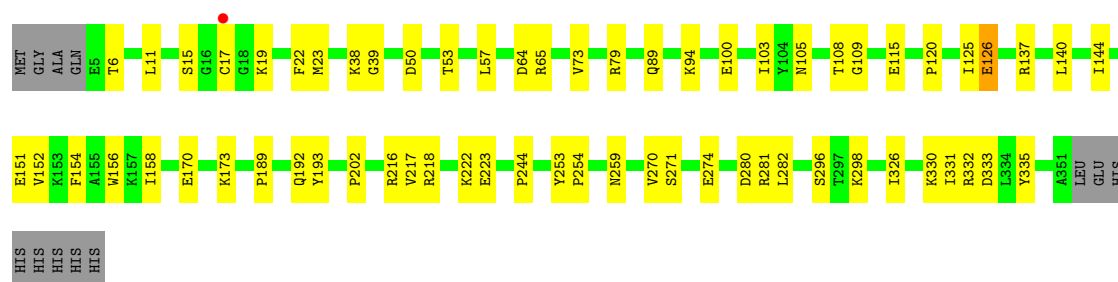 MET GLY ALA GLN E5 T6 L11 S15 G16 C17 G18 K19 F22 M23 K38 G39 D50 T53 L57 D64 R65 V73 R79 Q89 K94 E100 I103 Y104 N105 T108 G109 E115 P120 I125 E126 R137 L140 I144
E151 V152 K153 F154 A155 W156 K157 I158 E170 K173 P189 Q192 Y193 P202 R216 V217 R218 K222 E223 P244 Y253 P254 N259 V270 S271 E274 D280 R281 L282 S296 T297 K298 I326 K330 I331 R332 D333 L334 Y335 A351 LEU GLU HIS
HIS HIS HIS HIS HIS